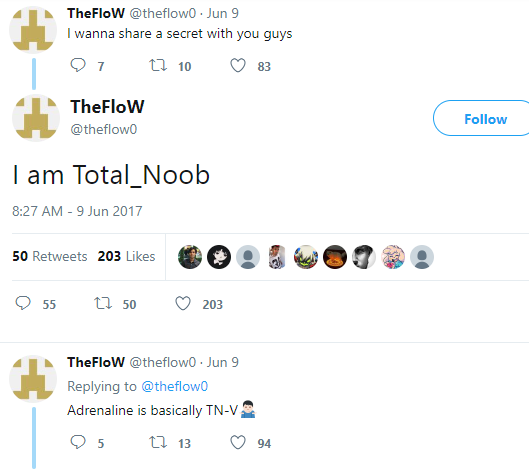 TheFloW @theflow0 · Jun 9
I wanna share a secret with you guys
7 10 83
TheFloW
@theflow0
Follow
I am Total_Noob
8:27 AM - 9 Jun 2017
50 Retweets 203 Likes
55 50 203
TheFloW @theflow0 · Jun 9
Replying to @theflow0
Adrenaline is basically TN-V🤷🏻‍♂️
5 13 94